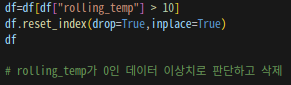 df=df[df["rolling_temp"] > 10]
df.reset_index(drop=True,inplace=True)
df
# rolling_temp가 0인 데이터 이상치로 판단하고 삭제